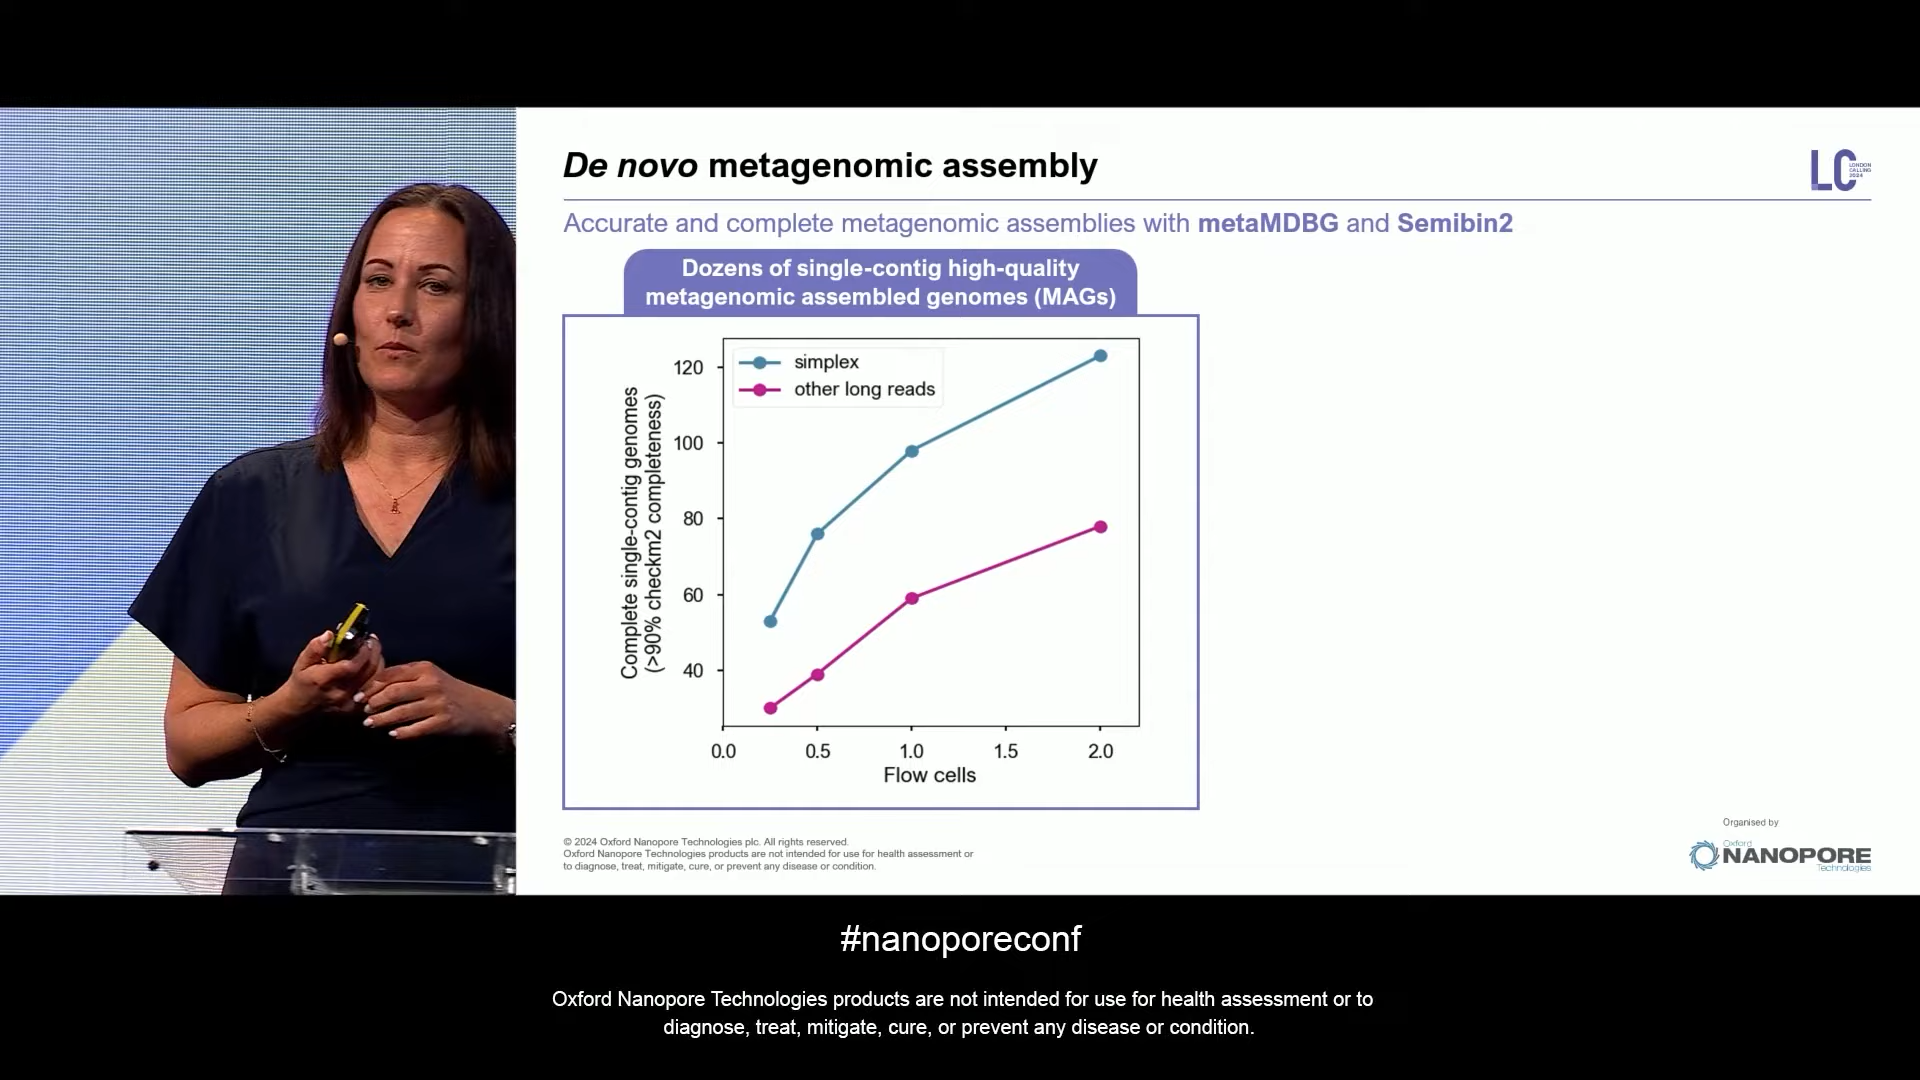 De novo metagenomic assembly
LC
LONDON
CALLING
2024
Accurate and complete metagenomic assemblies with metaMDBG and Semibin2
Dozens of single-contig high-quality
metagenomic assembled genomes (MAGs)
simplex
other long reads
Complete single-contig genomes
(>90% checkm2 completeness)
120
100
80
60
40
0.0 0.5 1.0 1.5 2.0
Flow cells
© 2024 Oxford Nanopore Technologies plc. All rights reserved.
Oxford Nanopore Technologies products are not intended for use for health assessment or
to diagnose, treat, mitigate, cure, or prevent any disease or condition.
Organised by
Oxford
NANOPORE
Technologies
#nanoporeconf
Oxford Nanopore Technologies products are not intended for use for health assessment or to
diagnose, treat, mitigate, cure, or prevent any disease or condition.